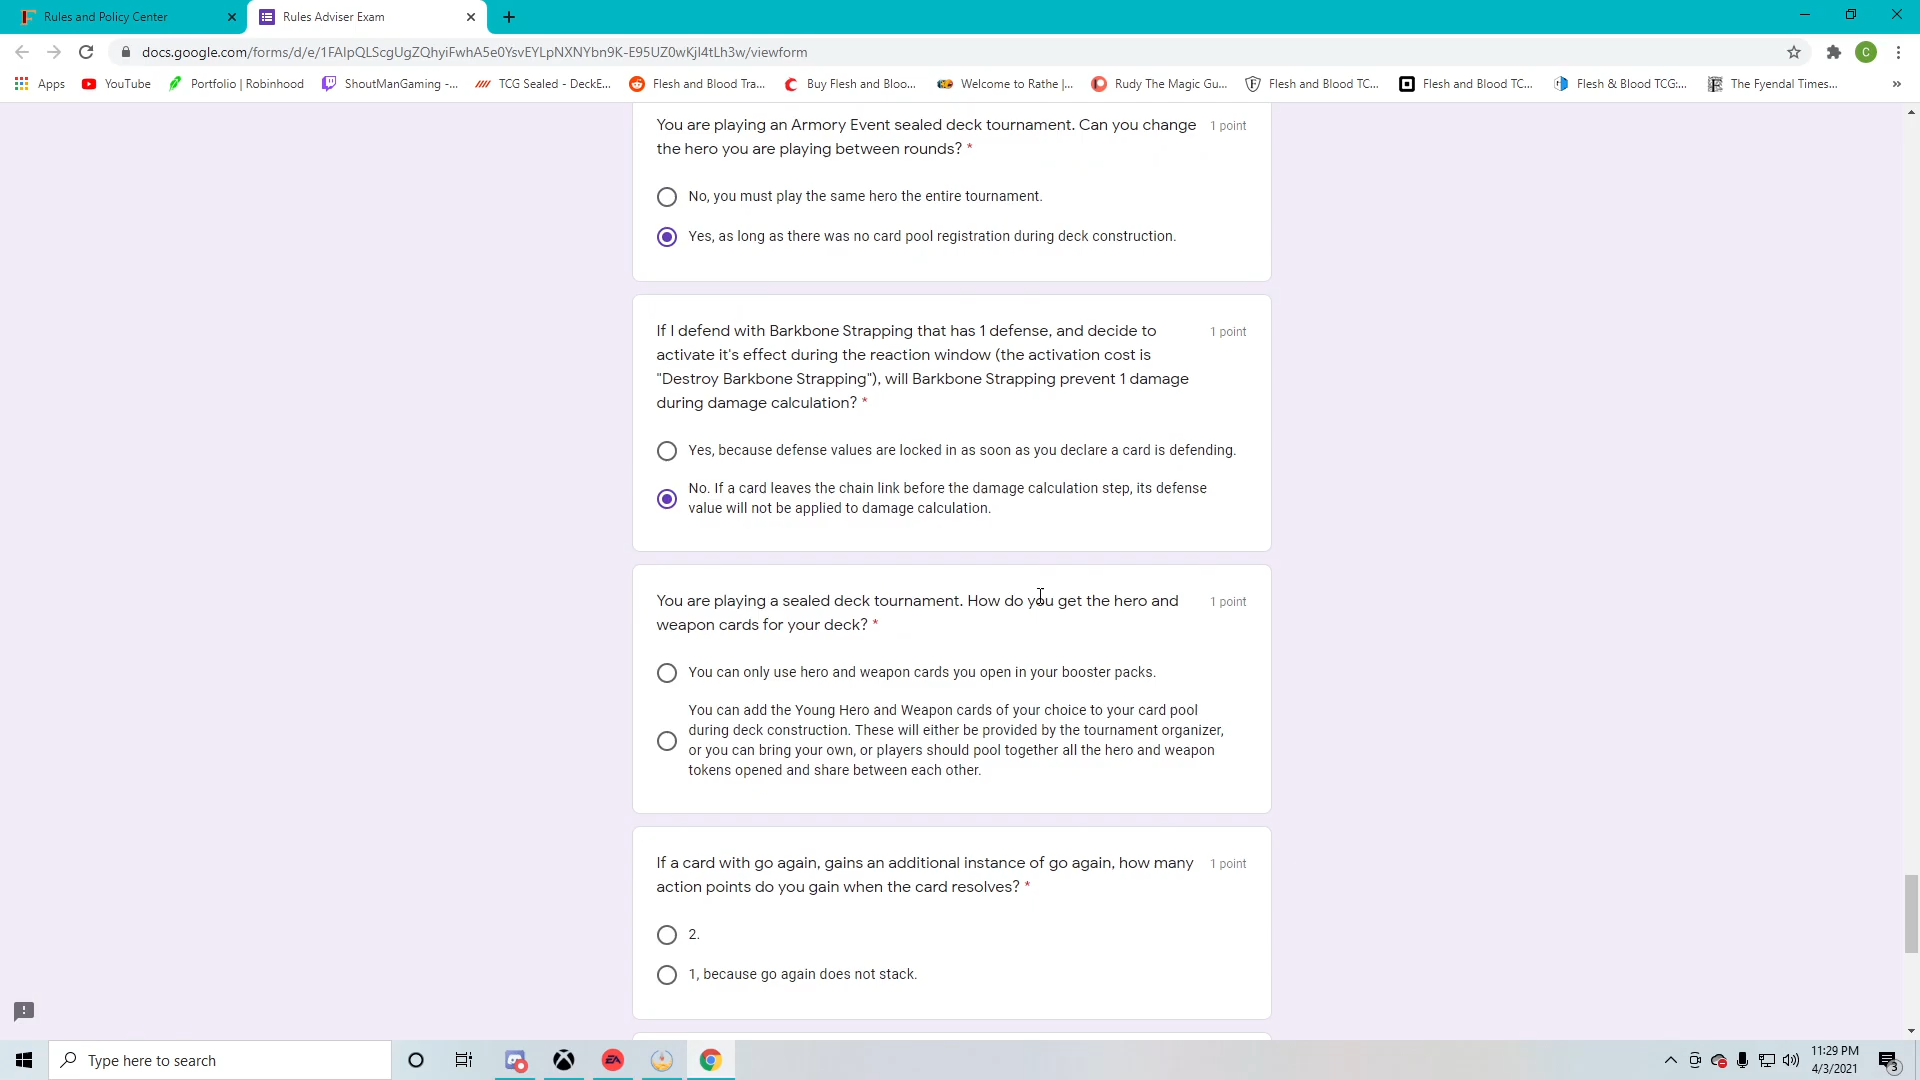 Rules and Policy Center
Rules Adviser Exam
docs.google.com/forms/d/e/1FAIpQLScgUgZQhyiFwhA5e0YsvEYLpNXNYbn9K-E95UZ0wKjI4tLh3w/viewform
C
Apps
YouTube
Portfolio | Robinhood
ShoutManGaming -...
TCG Sealed - DeckE...
Flesh and Blood Tra...
Buy Flesh and Bloo...
Welcome to Rathe |...
Rudy The Magic Gu...
Flesh and Blood TC...
Flesh and Blood TC...
Flesh & Blood TCG:...
The Fyendal Times...
»
You are playing an Armory Event sealed deck tournament. Can you change 1 point
the hero you are playing between rounds? *
No, you must play the same hero the entire tournament.
Yes, as long as there was no card pool registration during deck construction.
If I defend with Barkbone Strapping that has 1 defense, and decide to 1 point
activate it's effect during the reaction window (the activation cost is
"Destroy Barkbone Strapping"), will Barkbone Strapping prevent 1 damage
during damage calculation? *
Yes, because defense values are locked in as soon as you declare a card is defending.
No. If a card leaves the chain link before the damage calculation step, its defense
value will not be applied to damage calculation.
You are playing a sealed deck tournament. How do you get the hero and 1 point
weapon cards for your deck? *
You can only use hero and weapon cards you open in your booster packs.
You can add the Young Hero and Weapon cards of your choice to your card pool
during deck construction. These will either be provided by the tournament organizer,
or you can bring your own, or players should pool together all the hero and weapon
tokens opened and share between each other.
If a card with go again, gains an additional instance of go again, how many 1 point
action points do you gain when the card resolves? *
2.
1, because go again does not stack.
Type here to search
EA
11:29 PM
4/3/2021
3